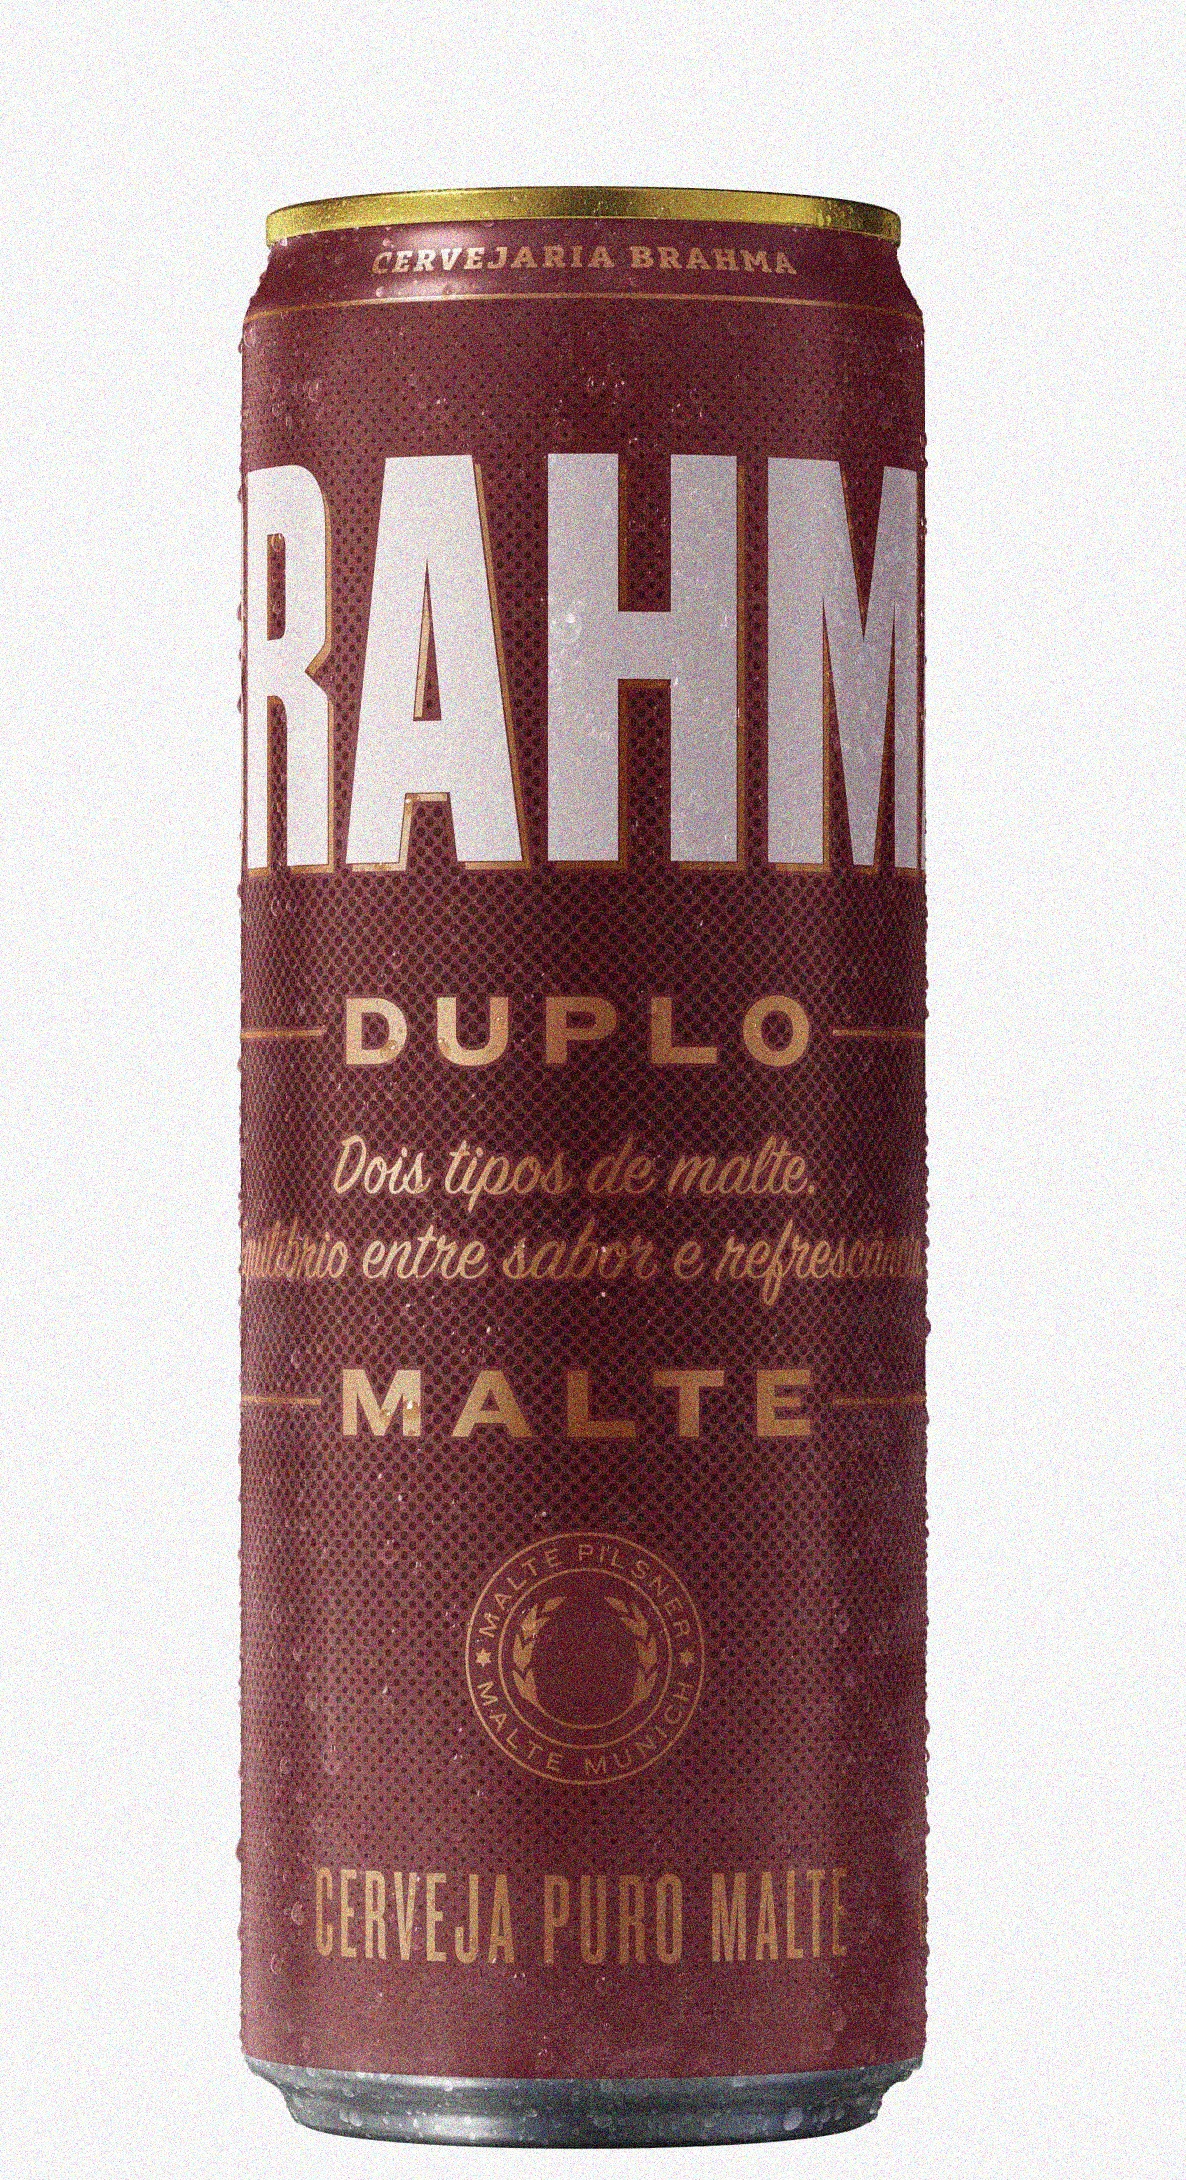 CERVEJARIA BRAHMA
RAHM
DUPLO
Dois tipos de malte.
entre sabor e
MALTE
MALTE PILSNER
MALTE MUNICH
CERVEJA PURO MALTE